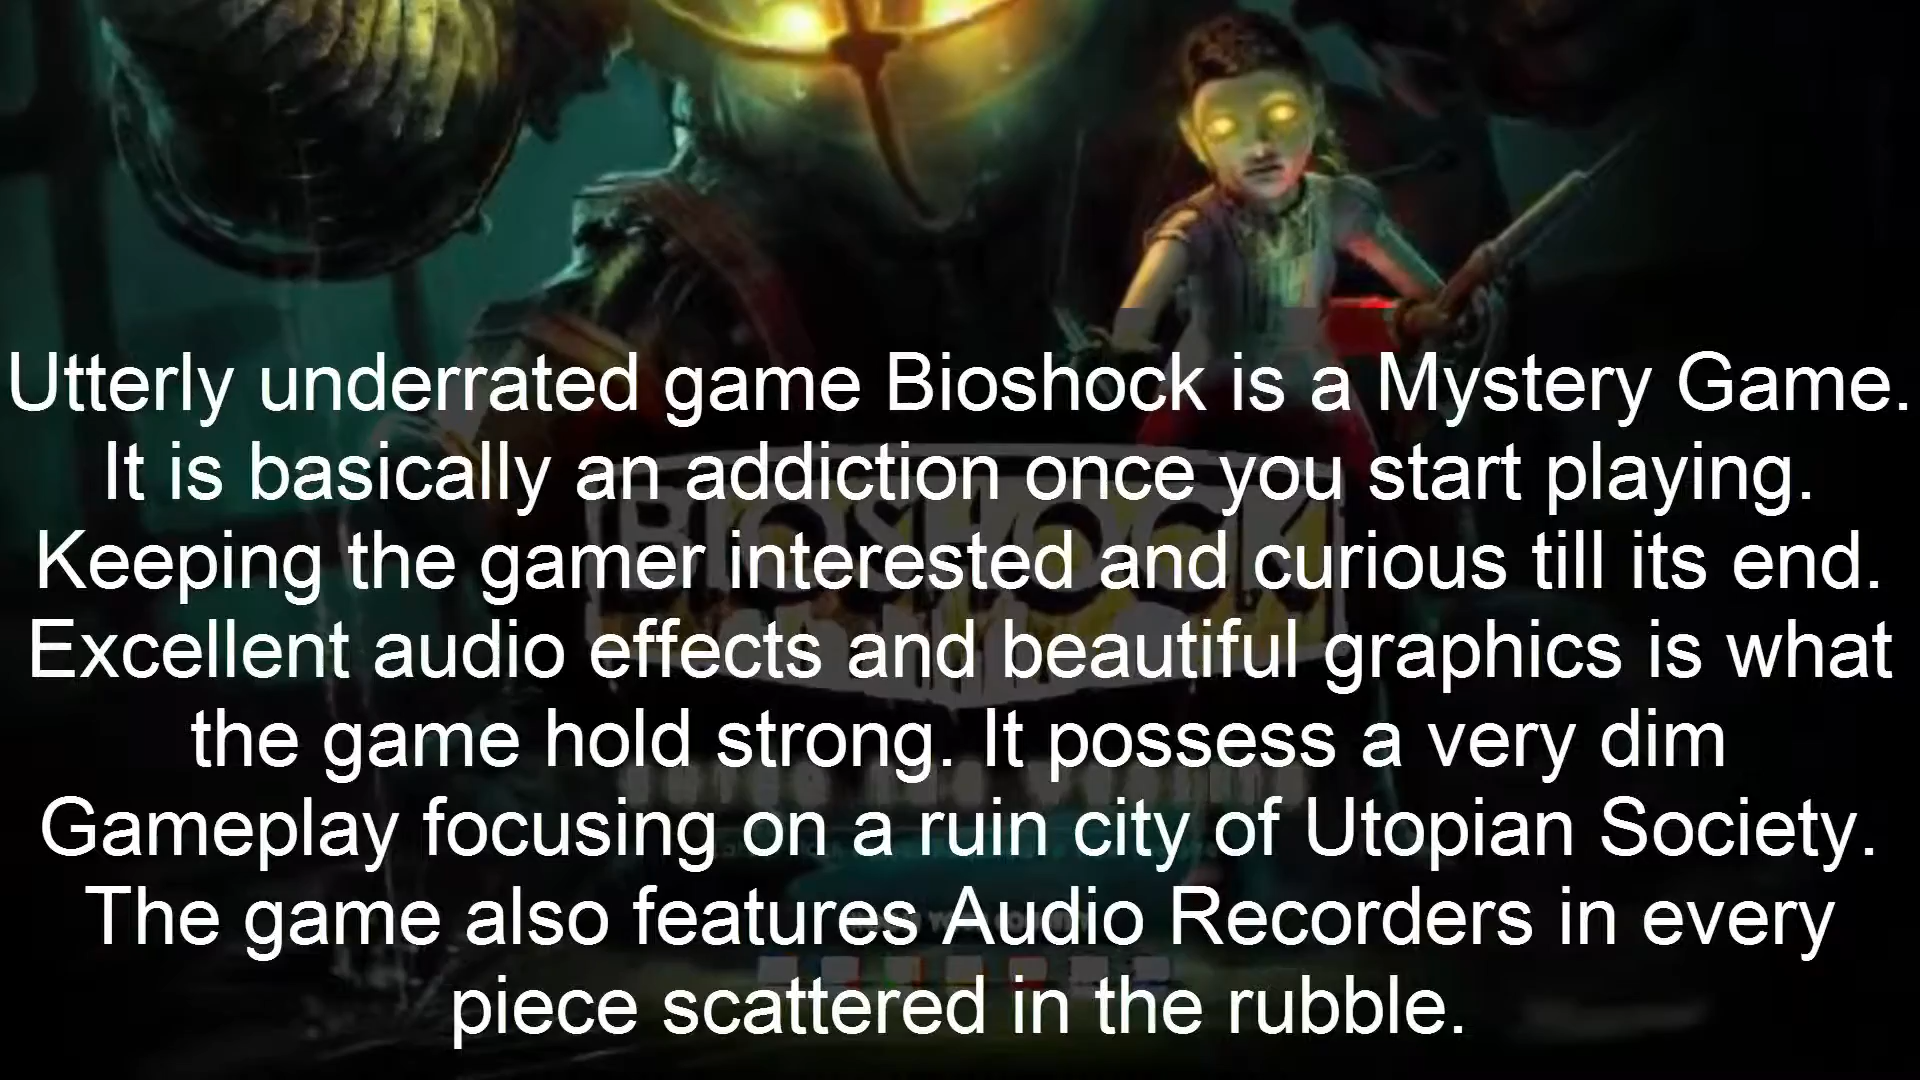 Utterly underrated game Bioshock is a Mystery Game.
It is basically an addiction once you start playing.
Keeping the gamer interested and curious till its end.
Excellent audio effects and beautiful graphics is what
the game hold strong. It possess a very dim
Gameplay focusing on a ruin city of Utopian Society.
The game also features Audio Recorders in every
piece scattered in the rubble.
BIOSHOCK